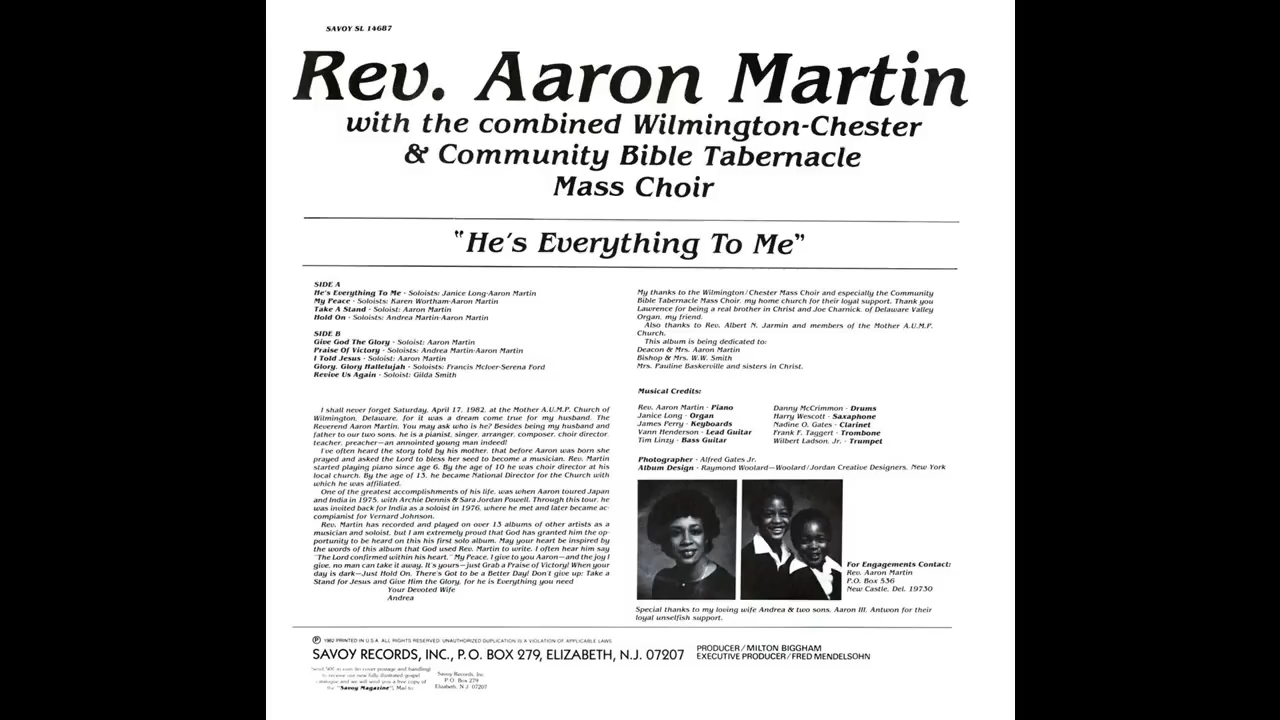 SAVOY SL 14687
Rev. Aaron Martin
with the combined Wilmington-Chester
& Community Bible Tabernacle
Mass Choir
"He's Everything To Me"
SIDE A
He's Everything To Me - Soloists: Janice Long-Aaron Martin
My Peace - Soloists: Karen Wortham-Aaron Martin
Take A Stand - Soloist: Aaron Martin
Hold On - Soloists: Andrea Martin-Aaron Martin
SIDE B
Give God The Glory - Soloist: Aaron Martin
Praise Of Victory - Soloists: Andrea Martin-Aaron Martin
I Told Jesus - Soloist: Aaron Martin
Glory, Glory Hallelujah - Soloists: Francis McIver-Serena Ford
Revive Us Again - Soloist: Gilda Smith
I shall never forget Saturday, April 17, 1982, at the Mother A.U.M.P. Church of
Wilmington, Delaware, for it was a dream come true for my husband, The
Reverend Aaron Martin. You may ask who is he? Besides being my husband and
father to our two sons, he is a pianist, singer, arranger, composer, choir director,
teacher, preacher—an annointed young man indeed!
I've often heard the story told by his mother, that before Aaron was born she
prayed and asked the Lord to bless her seed to become a musician. Rev. Martin
started playing piano since age 6. By the age of 10 he was choir director at his
local church. By the age of 13, he became National Director for the Church with
which he was affiliated.
One of the greatest accomplishments of his life, was when Aaron toured Japan
and India in 1975, with Archie Dennis & Sara Jordan Powell. Through this tour, he
was invited back for India as a soloist in 1976, where he met and later became ac-
companist for Vernard Johnson.
Rev. Martin has recorded and played on over 13 albums of other artists as a
musician and soloist, but I am extremely proud that God has granted him the op-
portunity to be heard on this his first solo album. May your heart be inspired by
the words of this album that God used Rev. Martin to write. I often hear him say
"The Lord confirmed within his heart," My Peace, I give to you Aaron—and the joy I
give, no man can take it away. It's yours—just Grab a Praise of Victory! When your
day is dark—Just Hold On, There's Got to be a Better Day! Don't give up; Take a
Stand for Jesus and Give Him the Glory, for he is Everything you need
Your Devoted Wife
Andrea
My thanks to the Wilmington/Chester Mass Choir and especially the Community
Bible Tabernacle Mass Choir, my home church for their loyal support. Thank you
Lawrence for being a real brother in Christ and Joe Charnick, of Delaware Valley
Organ, my friend.
Also thanks to Rev. Albert N. Jarmin and members of the Mother A.U.M.P.
Church.
This album is being dedicated to:
Deacon & Mrs. Aaron Martin
Bishop & Mrs. W.W. Smith
Mrs. Pauline Baskerville and sisters in Christ.
Musical Credits:
Rev. Aaron Martin - Piano
Janice Long - Organ
James Perry - Keyboards
Vann Henderson - Lead Guitar
Tim Linzy - Bass Guitar
Danny McCrimmon - Drums
Harry Wescott - Saxaphone
Nadine O. Gates - Clarinet
Frank F. Taggert - Trombone
Wilbert Ladson, Jr. - Trumpet
Photographer - Alfred Gates Jr.
Album Design - Raymond Woolard—Woolard/Jordan Creative Designers, New York
For Engagements Contact:
Rev. Aaron Martin
P.O. Box 536
New Castle, Del. 19730
Special thanks to my loving wife Andrea & two sons, Aaron III, Antwon for their
loyal unselfish support.
Ⓟ 1982 PRINTED IN U.S.A. ALL RIGHTS RESERVED. UNAUTHORIZED DUPLICATION IS A VIOLATION OF APPLICABLE LAWS.
SAVOY RECORDS, INC., P.O. BOX 279, ELIZABETH, N.J. 07207
PRODUCER/MILTON BIGGHAM
EXECUTIVE PRODUCER/FRED MENDELSOHN
Send 50¢ in coin (to cover postage and handling)
to receive our new fully illustrated gospel
catalogue and we will send you a free copy of
the "Savoy Magazine", Mail to:
Savoy Records, Inc.
P.O. Box 279
Elizabeth, N.J. 07207